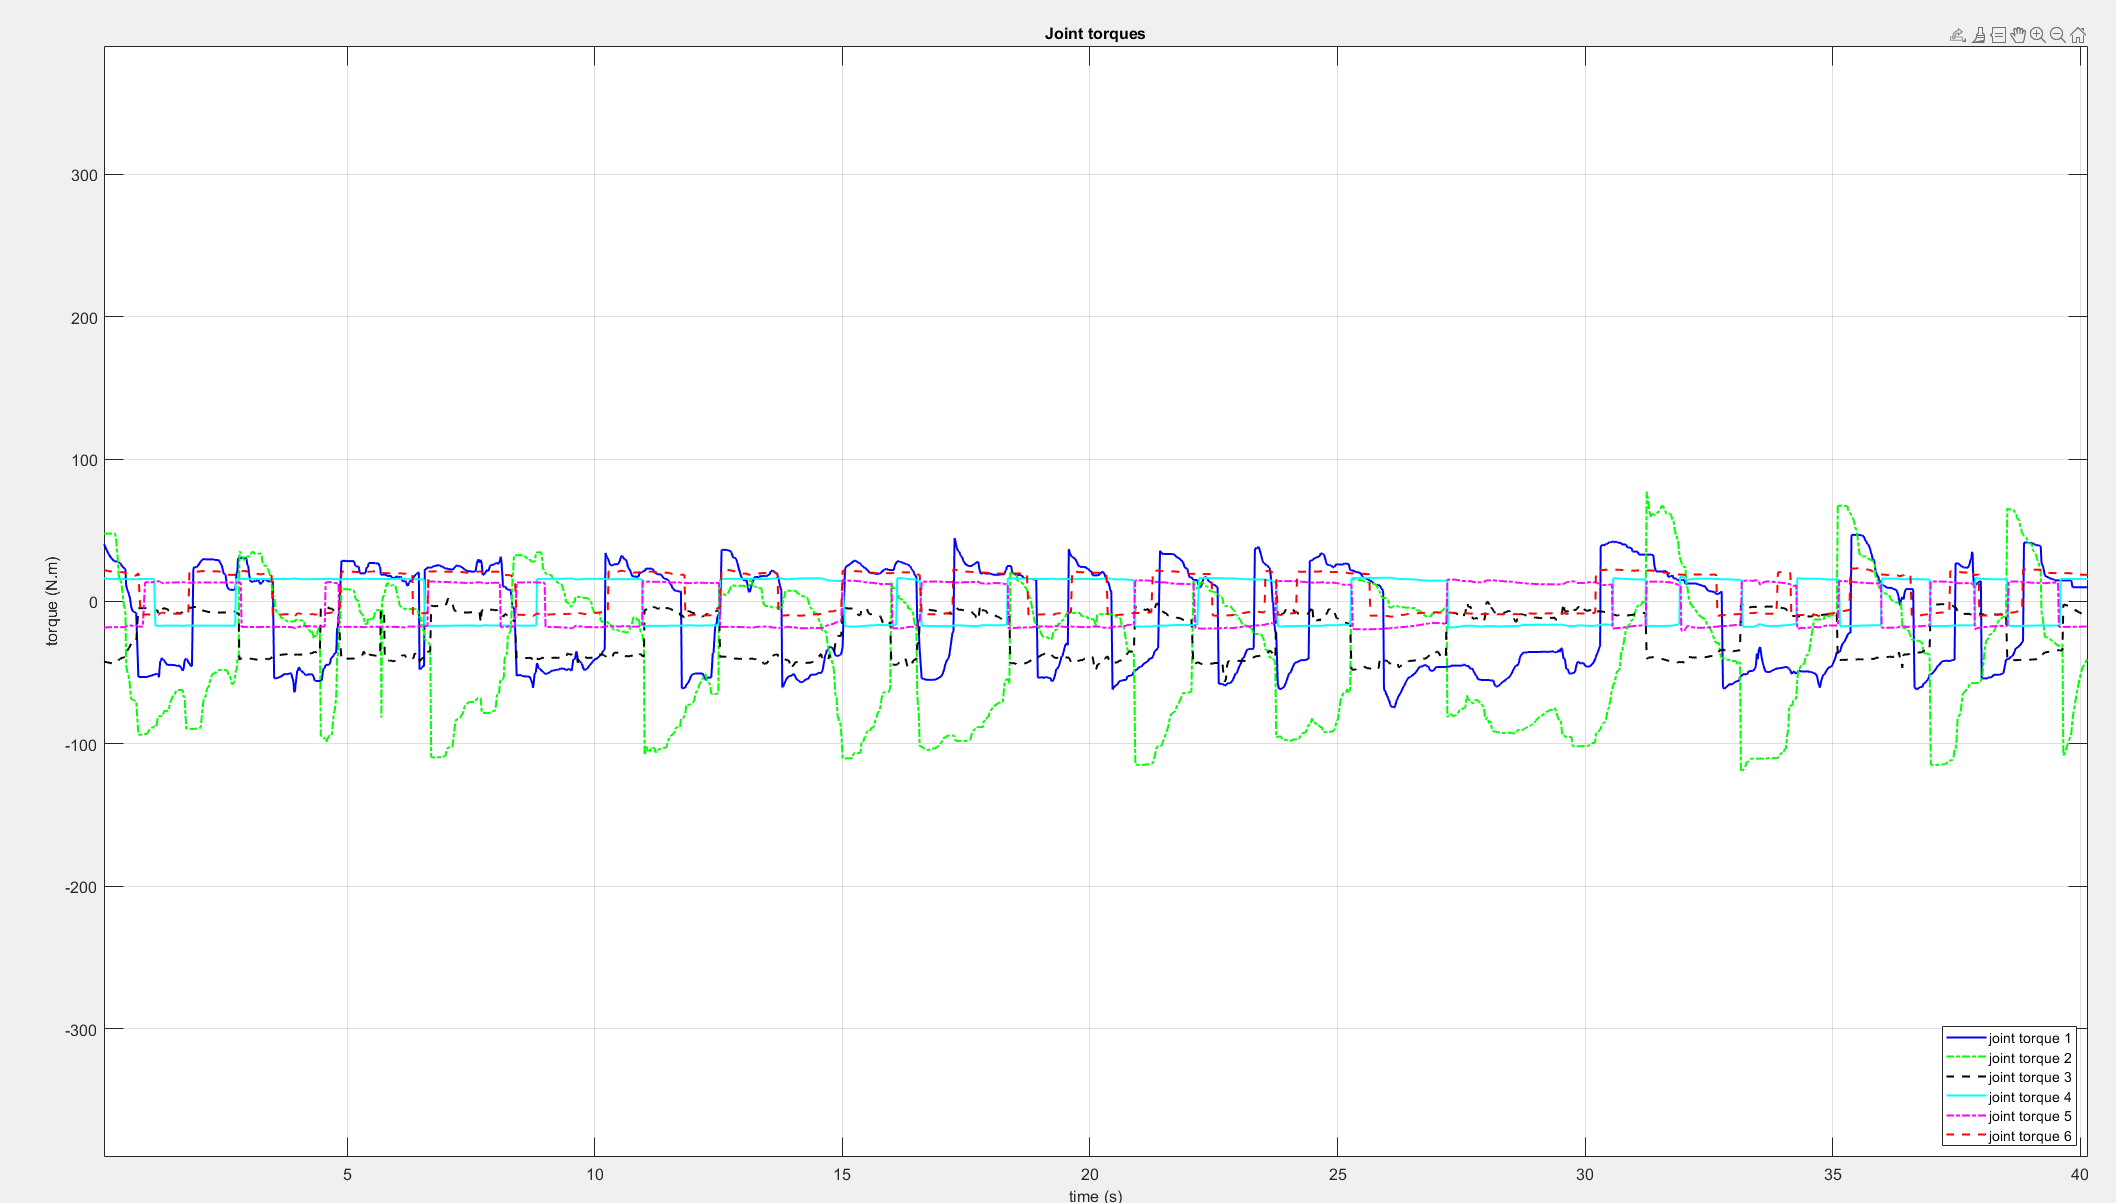 Joint torques
torque (N.m)
300
200
100
0
-100
-200
-300
5
10
15
20
25
30
35
40
time (s)
joint torque 1
joint torque 2
joint torque 3
joint torque 4
joint torque 5
joint torque 6